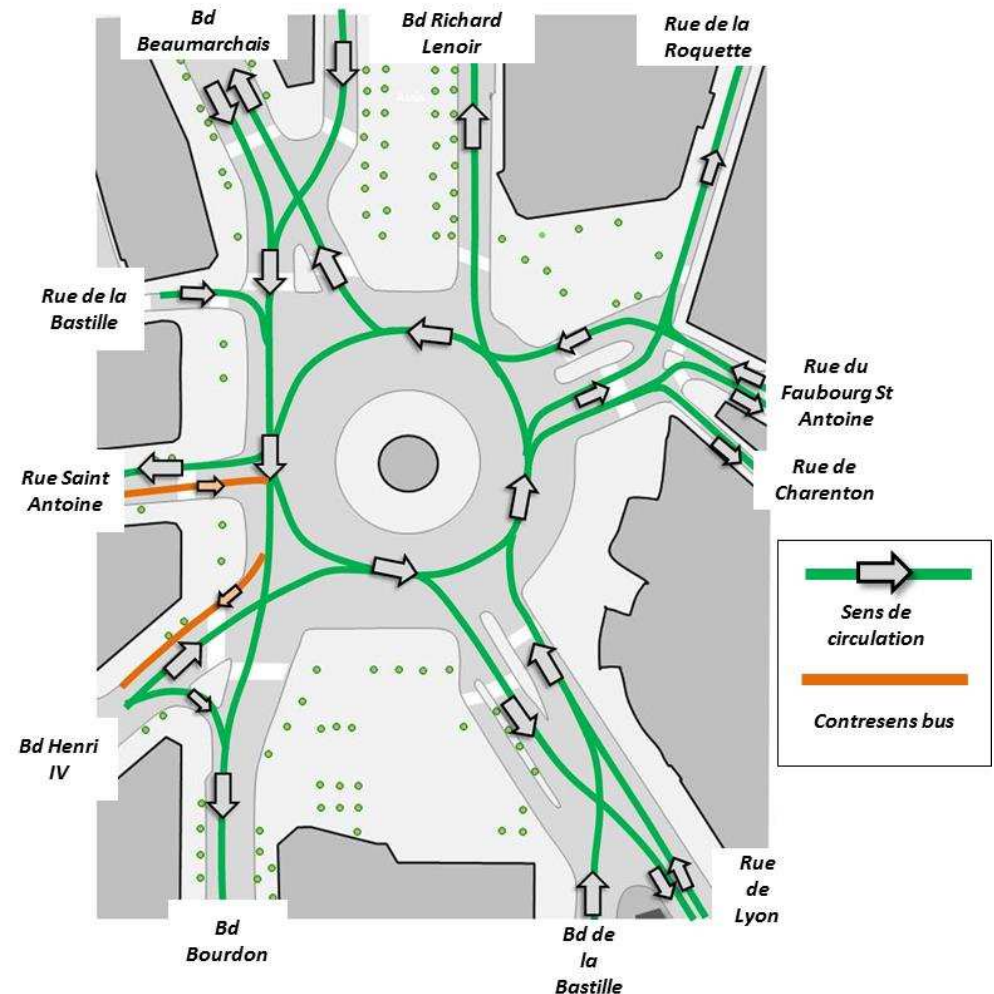 Bd
Beaumarchais
Bd Richard
Lenoir
Rue de la
Roquette
Rue de la
Bastille
Rue du
Faubourg St
Antoine
Rue Saint
Antoine
Rue de
Charenton
Sens de
circulation
Contresens bus
Bd Henri
IV
Rue
de
Lyon
Bd
Bourdon
Bd de
la
Bastille